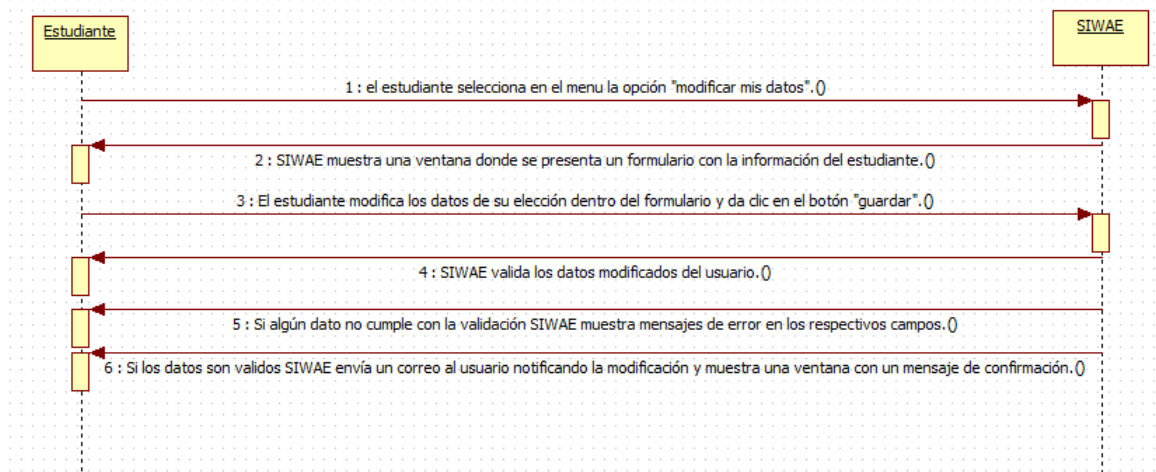 Estudiante
SIWAE
1 : el estudiante selecciona en el menu la opción "modificar mis datos".()
2 : SIWAE muestra una ventana donde se presenta un formulario con la información del estudiante.()
3 : El estudiante modifica los datos de su elección dentro del formulario y da clic en el botón "guardar".()
4 : SIWAE valida los datos modificados del usuario.()
5 : Si algún dato no cumple con la validación SIWAE muestra mensajes de error en los respectivos campos.()
6 : Si los datos son validos SIWAE envía un correo al usuario notificando la modificación y muestra una ventana con un mensaje de confirmación.()